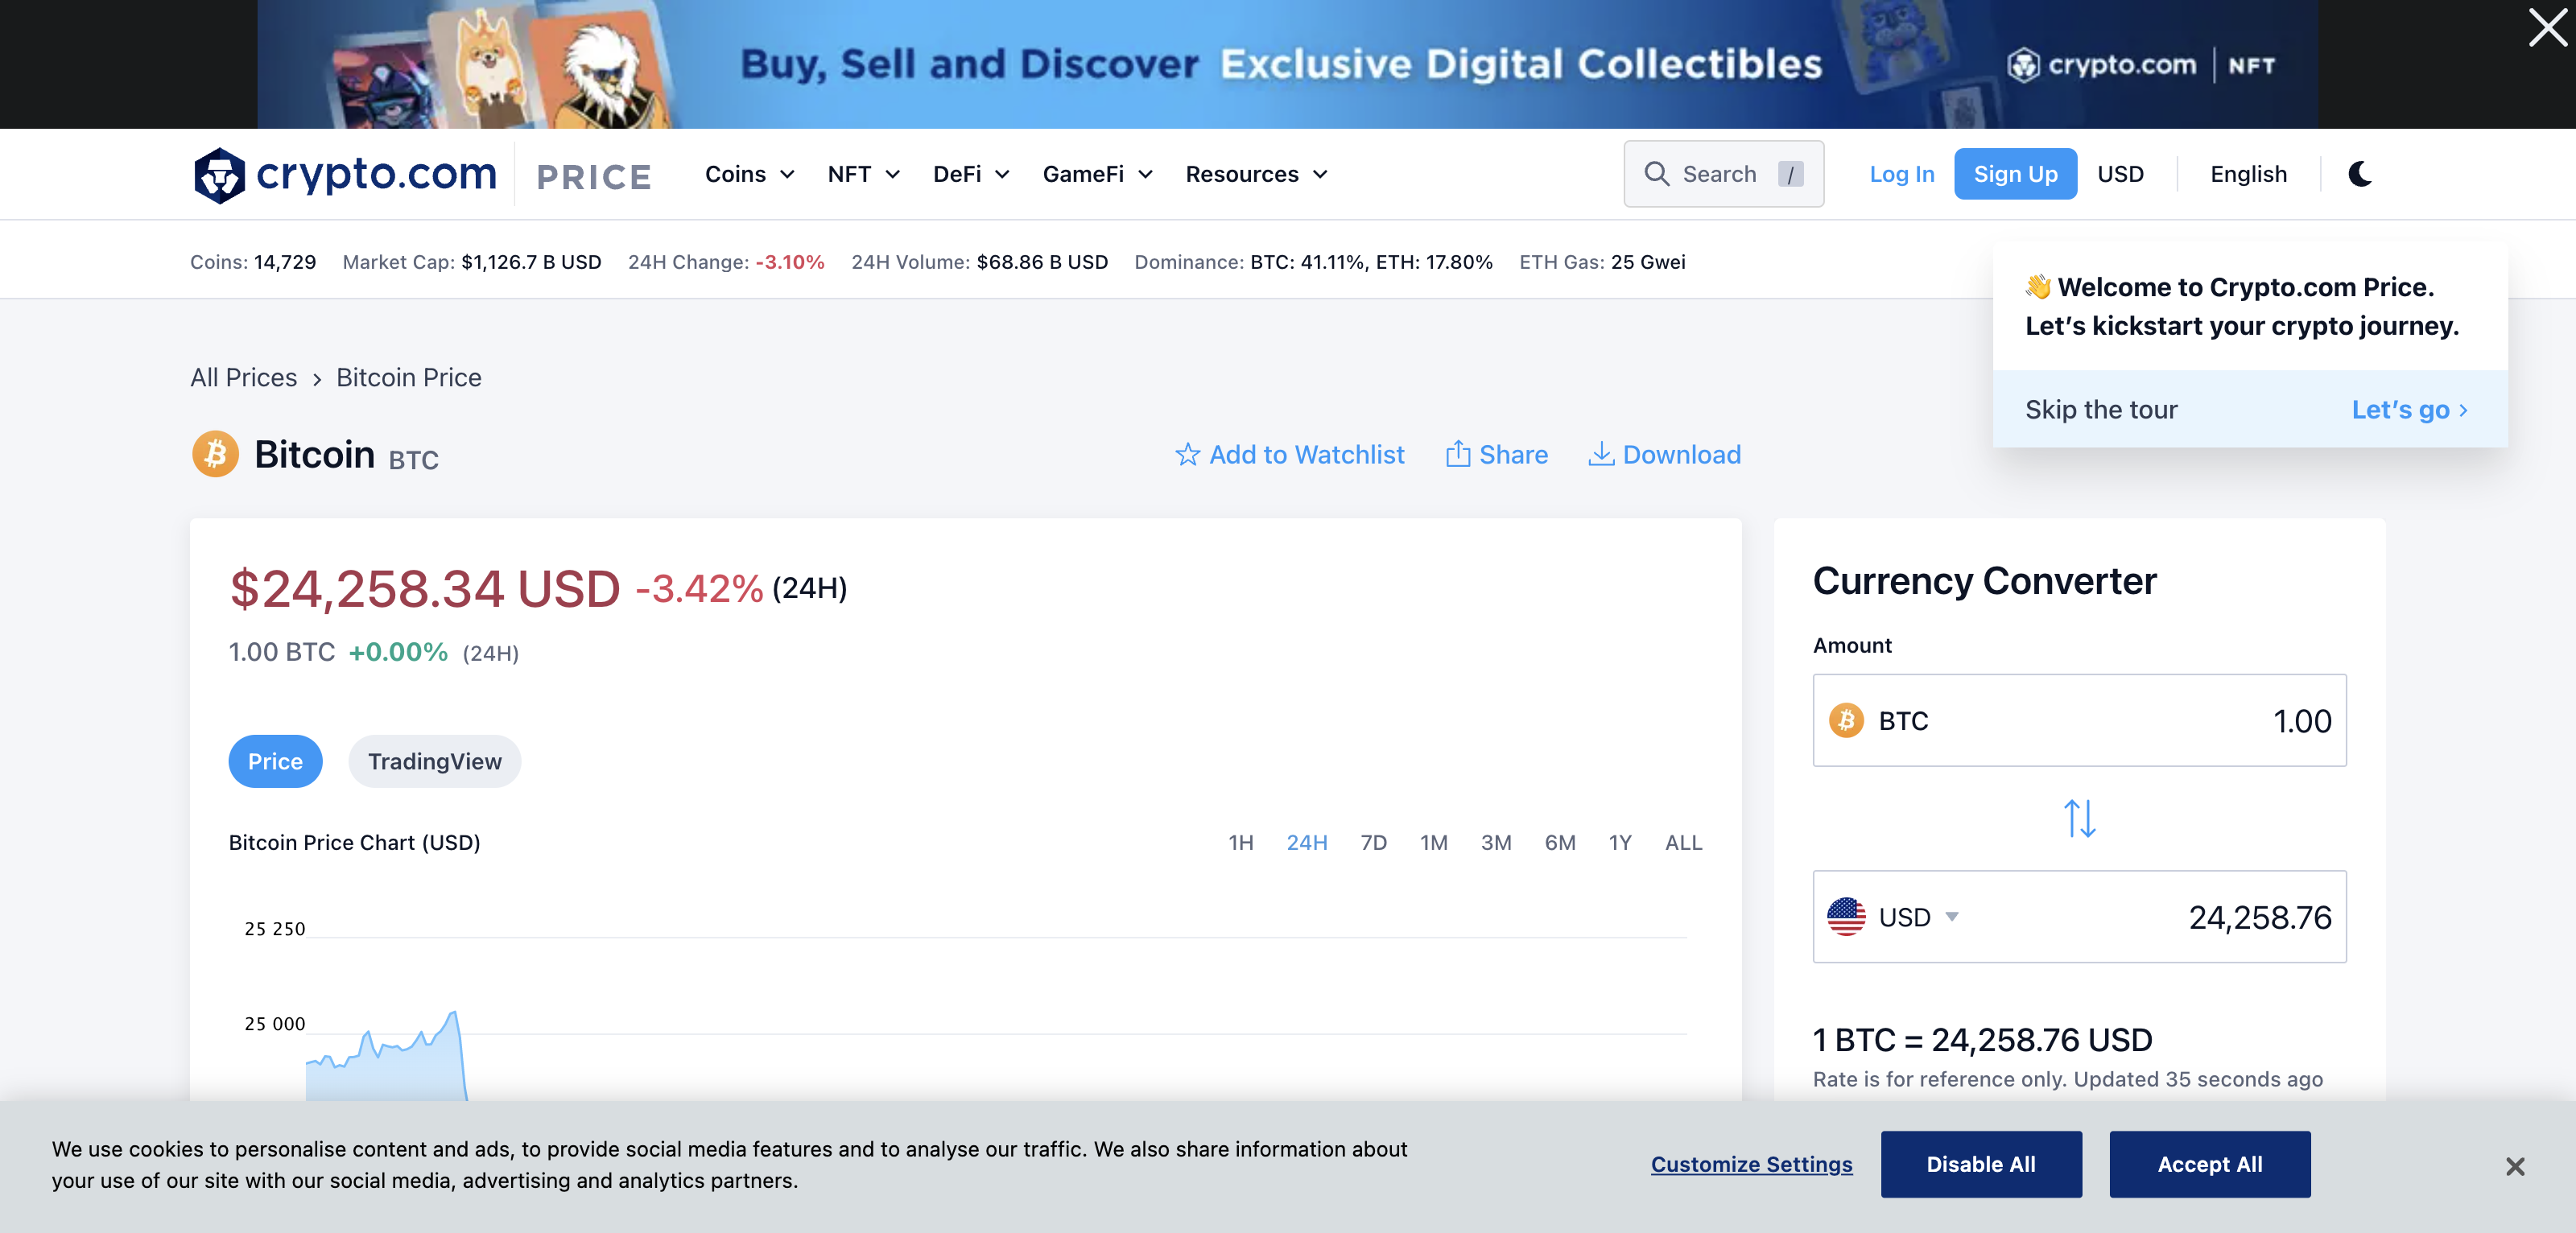 Buy, Sell and Discover Exclusive Digital Collectibles
crypto.com | NFT
crypto.com PRICE Coins NFT DeFi GameFi Resources Search / Log In Sign Up USD English
Coins: 14,729 Market Cap: $1,126.7 B USD 24H Change: -3.10% 24H Volume: $68.86 B USD Dominance: BTC: 41.11%, ETH: 17.80% ETH Gas: 25 Gwei
👋 Welcome to Crypto.com Price.
Let’s kickstart your crypto journey.
Skip the tour Let’s go ›
All Prices › Bitcoin Price
Bitcoin BTC
Add to Watchlist Share Download
$24,258.34 USD -3.42% (24H)
1.00 BTC +0.00% (24H)
Price TradingView
Bitcoin Price Chart (USD) 1H 24H 7D 1M 3M 6M 1Y ALL
25 250
25 000
Currency Converter
Amount
BTC 1.00
USD 24,258.76
1 BTC = 24,258.76 USD
Rate is for reference only. Updated 35 seconds ago
We use cookies to personalise content and ads, to provide social media features and to analyse our traffic. We also share information about
your use of our site with our social media, advertising and analytics partners.
Customize Settings Disable All Accept All